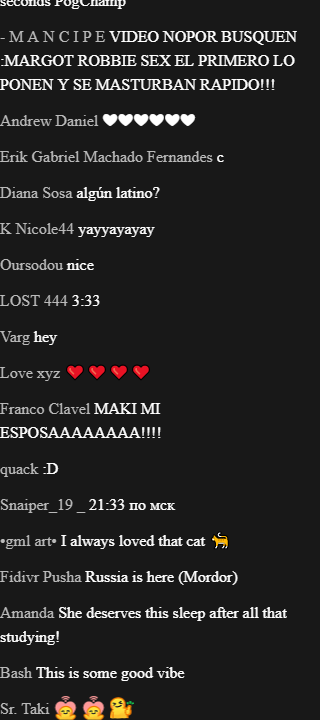 seconds PogChamp
- M A N C I P E VIDEO NOPOR BUSQUEN
:MARGOT ROBBIE SEX EL PRIMERO LO
PONEN Y SE MASTURBAN RAPIDO!!!
Andrew Daniel 🤍🤍🤍🤍🤍🤍
Erik Gabriel Machado Fernandes c
Diana Sosa algún latino?
K Nicole44 yayyayayay
Oursodou nice
LOST 444 3:33
Varg hey
Love xyz ❤️ ❤️ ❤️ ❤️
Franco Clavel MAKI MI
ESPOSAAAAAAAA!!!!
quack :D
Snaiper_19 _ 21:33 по мск
•gml art• I always loved that cat 🐈
Fidivr Pusha Russia is here (Mordor)
Amanda She deserves this sleep after all that
studying!
Bash This is some good vibe
Sr. Taki